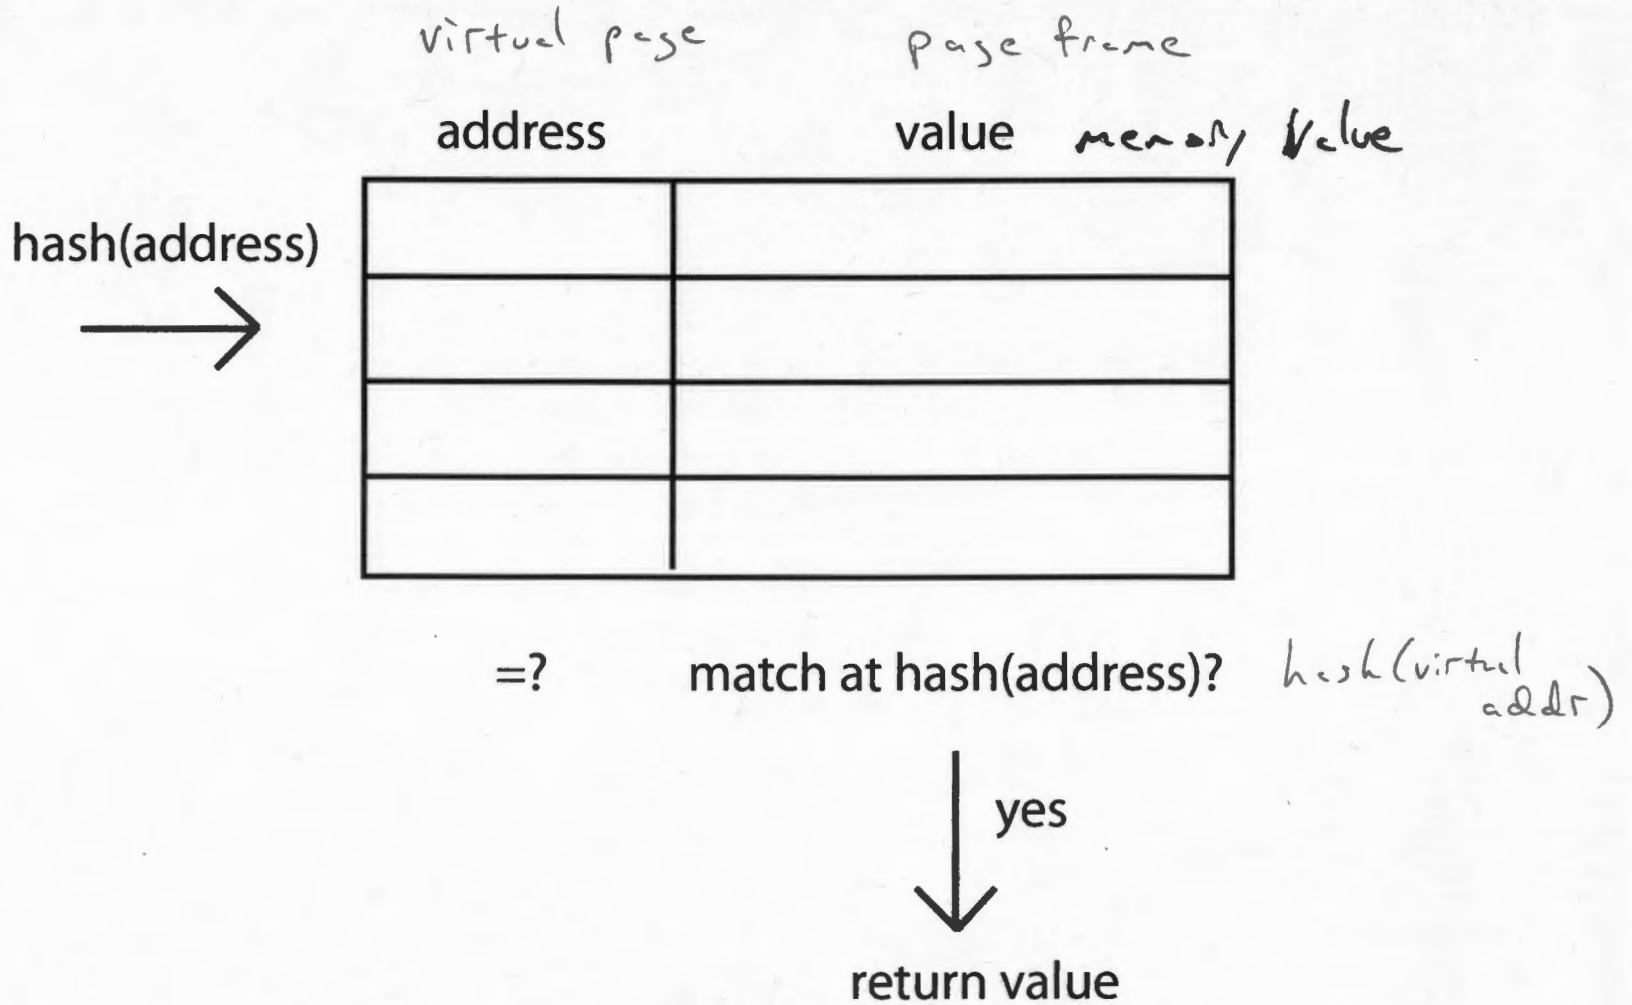 virtual page page frame
address value memory Value
hash(address)
=? match at hash(address)? hash(virtual
addr)
yes
return value